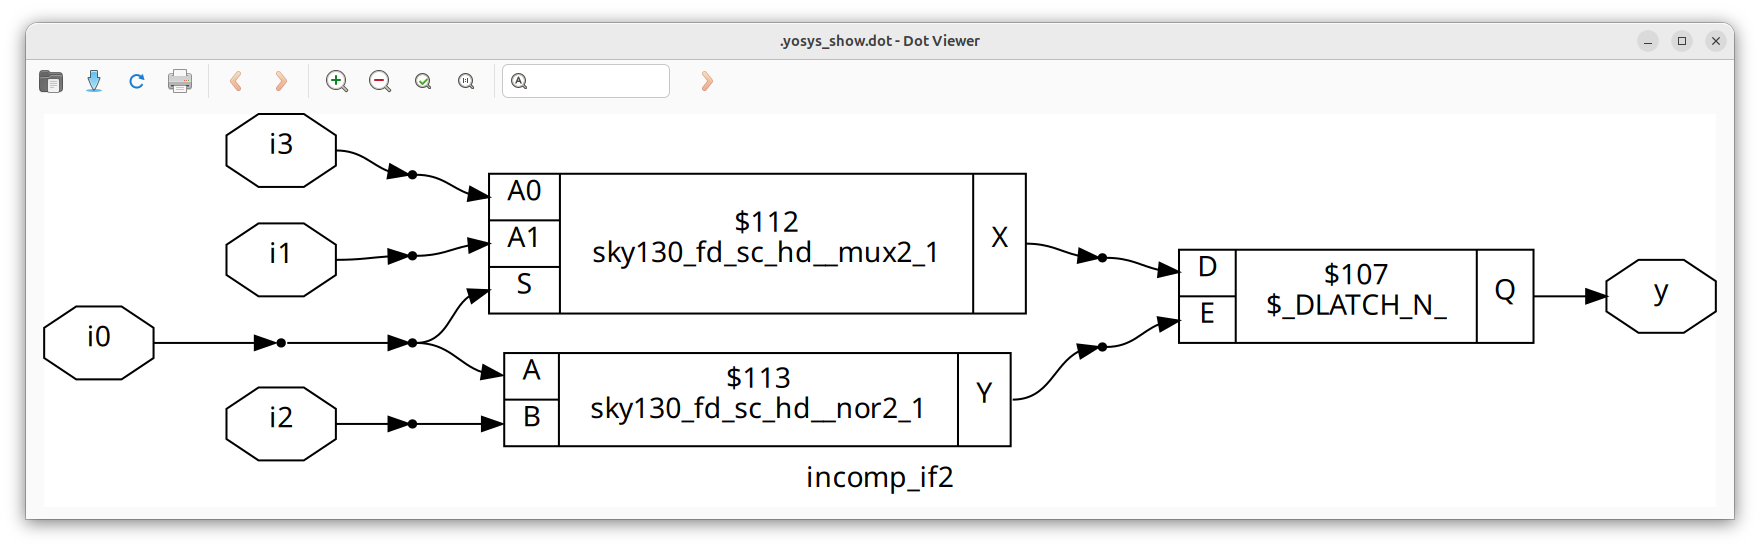 .yosys_show.dot - Dot Viewer
i3
i1
i0
i2
A0
A1
S
$112
sky130_fd_sc_hd__mux2_1
X
A
B
$113
sky130_fd_sc_hd__nor2_1
Y
D
E
$107
$_DLATCH_N_
Q
y
incomp_if2